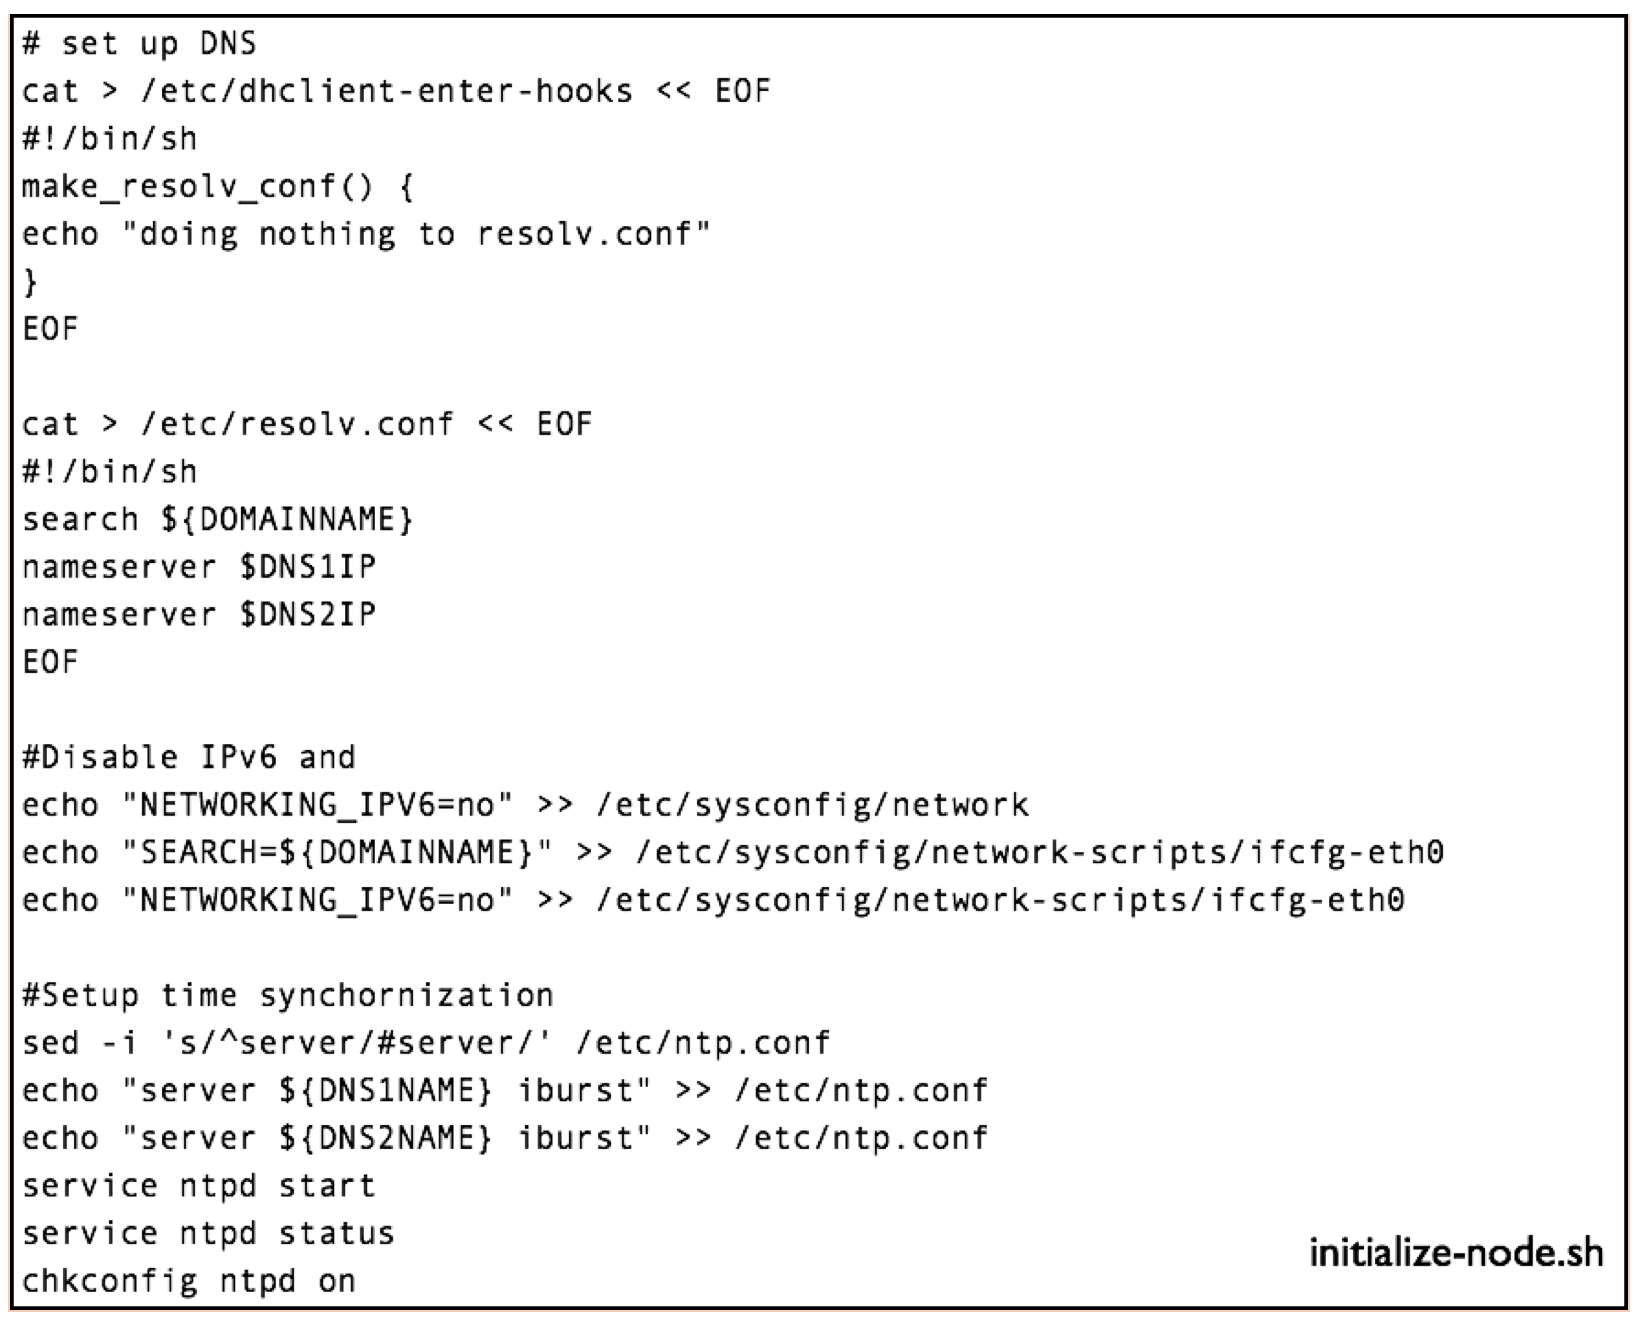 # set up DNS
cat > /etc/dhclient-enter-hooks << EOF
#!/bin/sh
make_resolv_conf() {
echo "doing nothing to resolv.conf"
}
EOF

cat > /etc/resolv.conf << EOF
#!/bin/sh
search ${DOMAINNAME}
nameserver $DNS1IP
nameserver $DNS2IP
EOF

#Disable IPv6 and
echo "NETWORKING_IPV6=no" >> /etc/sysconfig/network
echo "SEARCH=${DOMAINNAME}" >> /etc/sysconfig/network-scripts/ifcfg-eth0
echo "NETWORKING_IPV6=no" >> /etc/sysconfig/network-scripts/ifcfg-eth0

#Setup time synchornization
sed -i 's/^server/#server/' /etc/ntp.conf
echo "server ${DNS1NAME} iburst" >> /etc/ntp.conf
echo "server ${DNS2NAME} iburst" >> /etc/ntp.conf
service ntpd start
service ntpd status
chkconfig ntpd on
initialize-node.sh